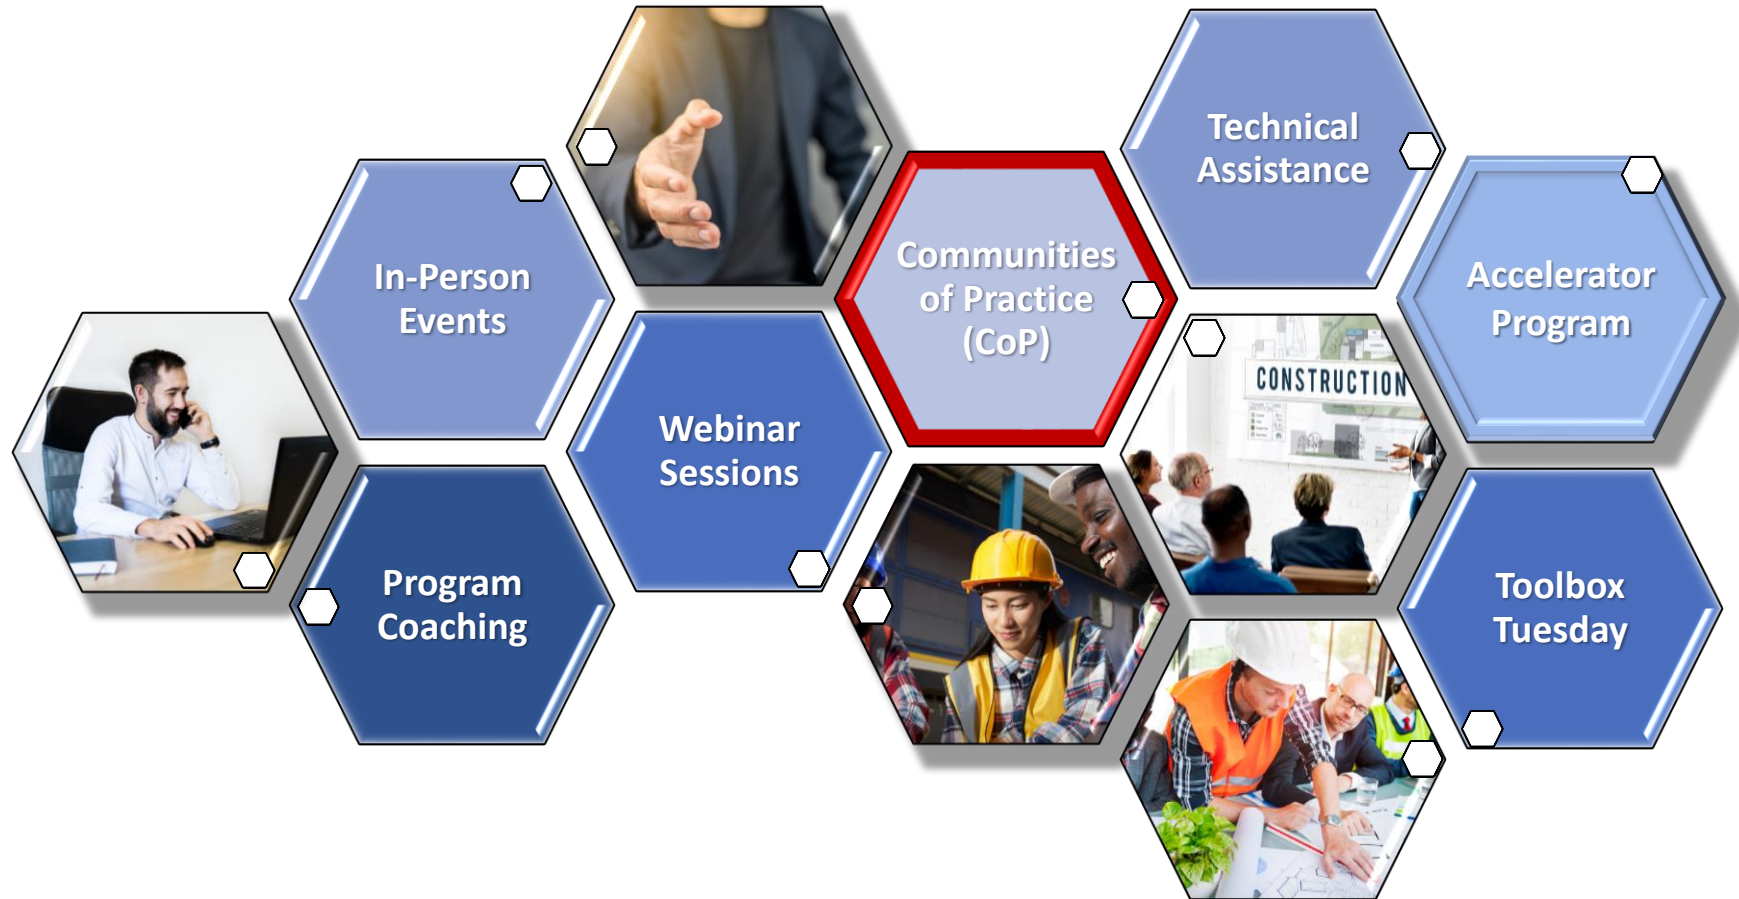 In-Person
Events
Program
Coaching
Webinar
Sessions
Communities
of Practice
(CoP)
Technical
Assistance
CONSTRUCTION
Accelerator
Program
Toolbox
Tuesday